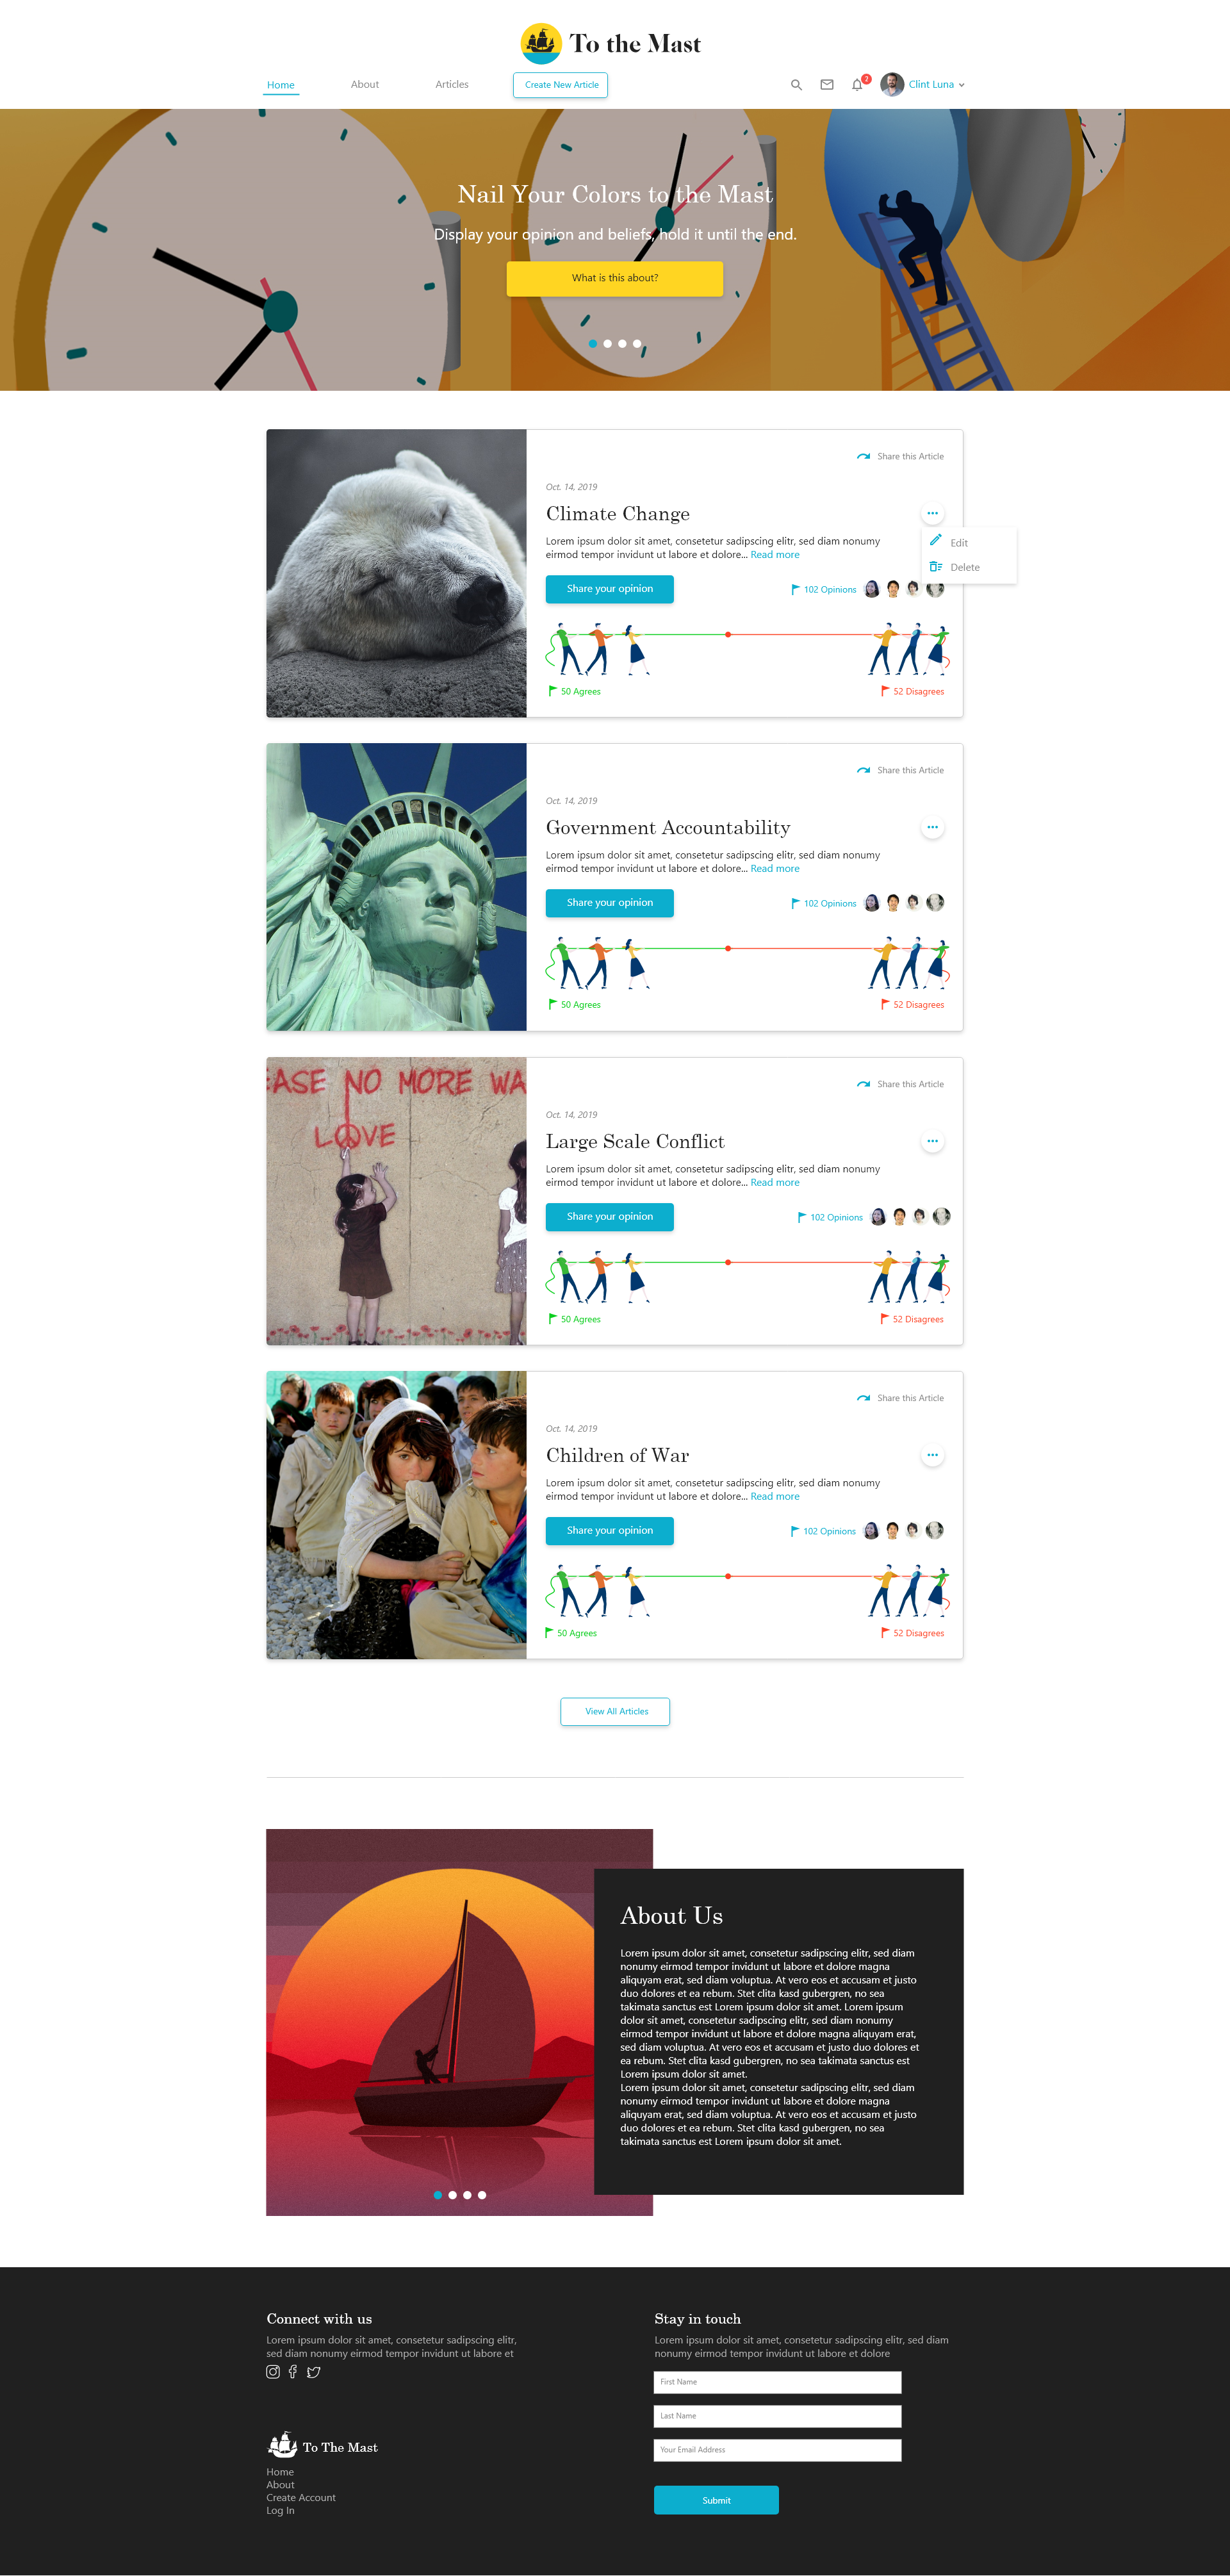 To the Mast
Home
About
Articles
Create New Article
2
Clint Luna
Nail Your Colors to the Mast
Display your opinion and beliefs, hold it until the end.
What is this about?
Share this Article
Oct. 14, 2019
Climate Change
Lorem ipsum dolor sit amet, consetetur sadipscing elitr, sed diam nonumy
eirmod tempor invidunt ut labore et dolore... Read more
Edit
Delete
Share your opinion
102 Opinions
50 Agrees
52 Disagrees
Share this Article
Oct. 14, 2019
Government Accountability
Lorem ipsum dolor sit amet, consetetur sadipscing elitr, sed diam nonumy
eirmod tempor invidunt ut labore et dolore... Read more
Share your opinion
102 Opinions
50 Agrees
52 Disagrees
EASE NO MORE WA
LOVE
Share this Article
Oct. 14, 2019
Large Scale Conflict
Lorem ipsum dolor sit amet, consetetur sadipscing elitr, sed diam nonumy
eirmod tempor invidunt ut labore et dolore... Read more
Share your opinion
102 Opinions
50 Agrees
52 Disagrees
Share this Article
Oct. 14, 2019
Children of War
Lorem ipsum dolor sit amet, consetetur sadipscing elitr, sed diam nonumy
eirmod tempor invidunt ut labore et dolore... Read more
Share your opinion
102 Opinions
50 Agrees
52 Disagrees
View All Articles
About Us
Lorem ipsum dolor sit amet, consetetur sadipscing elitr, sed diam
nonumy eirmod tempor invidunt ut labore et dolore magna
aliquyam erat, sed diam voluptua. At vero eos et accusam et justo
duo dolores et ea rebum. Stet clita kasd gubergren, no sea
takimata sanctus est Lorem ipsum dolor sit amet. Lorem ipsum
dolor sit amet, consetetur sadipscing elitr, sed diam nonumy
eirmod tempor invidunt ut labore et dolore magna aliquyam erat,
sed diam voluptua. At vero eos et accusam et justo duo dolores et
ea rebum. Stet clita kasd gubergren, no sea takimata sanctus est
Lorem ipsum dolor sit amet.
Lorem ipsum dolor sit amet, consetetur sadipscing elitr, sed diam
nonumy eirmod tempor invidunt ut labore et dolore magna
aliquyam erat, sed diam voluptua. At vero eos et accusam et justo
duo dolores et ea rebum. Stet clita kasd gubergren, no sea
takimata sanctus est Lorem ipsum dolor sit amet.
Connect with us
Lorem ipsum dolor sit amet, consetetur sadipscing elitr,
sed diam nonumy eirmod tempor invidunt ut labore et
To The Mast
Home
About
Create Account
Log In
Stay in touch
Lorem ipsum dolor sit amet, consetetur sadipscing elitr, sed diam
nonumy eirmod tempor invidunt ut labore et dolore
First Name
Last Name
Your Email Address
Submit